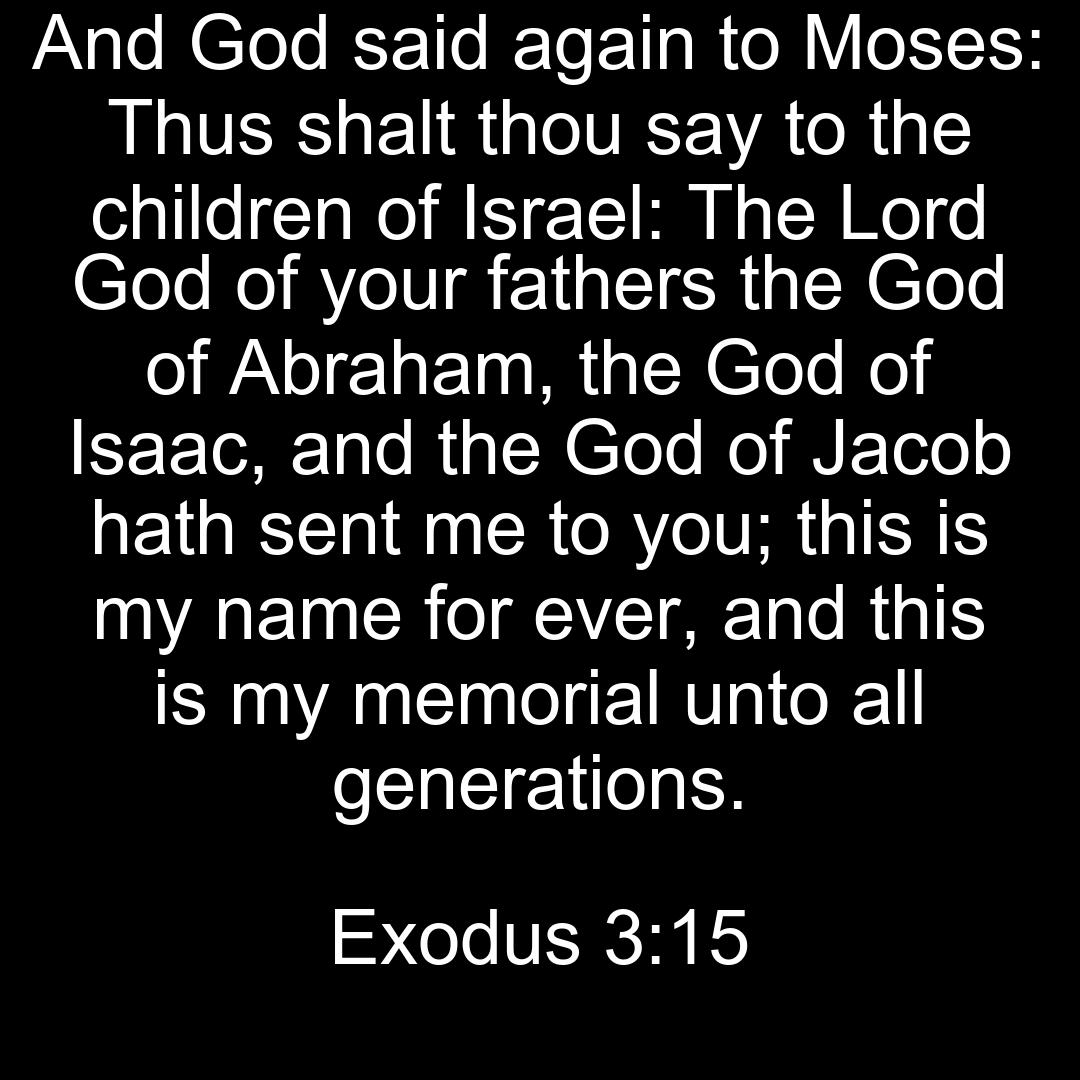 And God said again to Moses:
Thus shalt thou say to the
children of Israel: The Lord
God of your fathers the God
of Abraham, the God of
Isaac, and the God of Jacob
hath sent me to you; this is
my name for ever, and this
is my memorial unto all
generations.
Exodus 3:15